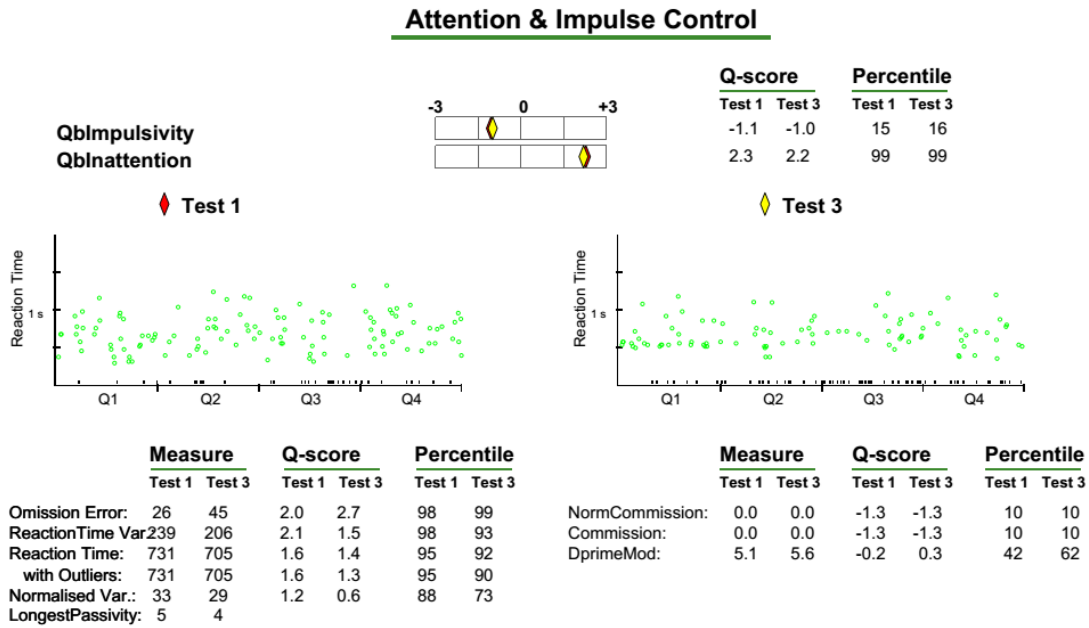 Attention & Impulse Control
Q-score Percentile
-3 0 +3 Test 1 Test 3 Test 1 Test 3
QbImpulsivity -1.1 -1.0 15 16
QbInattention 2.3 2.2 99 99
Test 1
Reaction Time
1 s
Q1 Q2 Q3 Q4
Test 3
Reaction Time
1 s
Q1 Q2 Q3 Q4
Measure Q-score Percentile
Test 1 Test 3 Test 1 Test 3 Test 1 Test 3
Omission Error: 26 45 2.0 2.7 98 99
ReactionTime Var.: 239 206 2.1 1.5 98 93
Reaction Time: 731 705 1.6 1.4 95 92
with Outliers: 731 705 1.6 1.3 95 90
Normalised Var.: 33 29 1.2 0.6 88 73
LongestPassivity: 5 4
Measure Q-score Percentile
Test 1 Test 3 Test 1 Test 3 Test 1 Test 3
NormCommission: 0.0 0.0 -1.3 -1.3 10 10
Commission: 0.0 0.0 -1.3 -1.3 10 10
DprimeMod: 5.1 5.6 -0.2 0.3 42 62